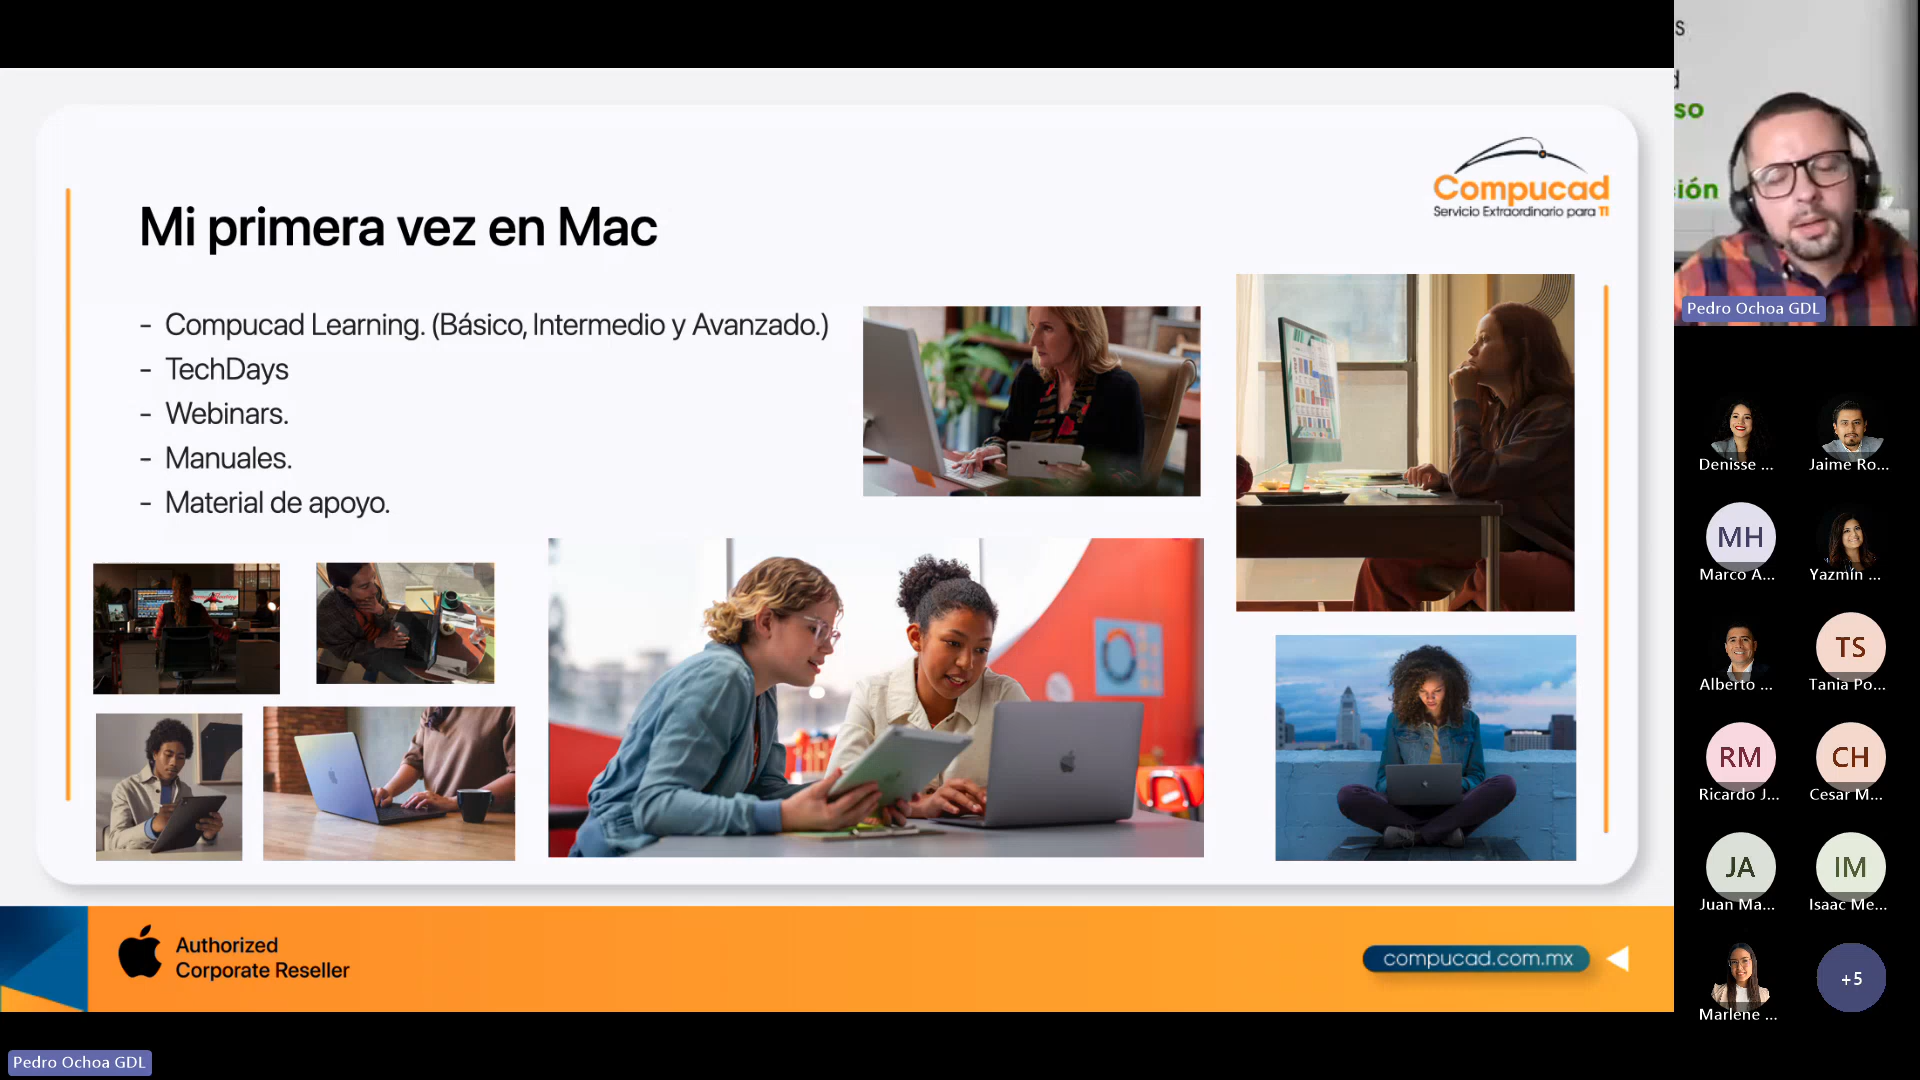 Mi primera vez en Mac
- Compucad Learning. (Básico, Intermedio y Avanzado.)
- TechDays
- Webinars.
- Manuales.
- Material de apoyo.
Compucad
Servicio Extraordinario para TI
Authorized
Corporate Reseller
compucad.com.mx
Pedro Ochoa GDL
s
so
ión
Pedro Ochoa GDL
Denisse ...
Jaime Ro...
MH
Marco A...
Yazmín ...
Alberto ...
TS
Tania Po...
RM
Ricardo J...
CH
Cesar M...
JA
Juan Ma...
IM
Isaac Me...
Marlene ...
+5